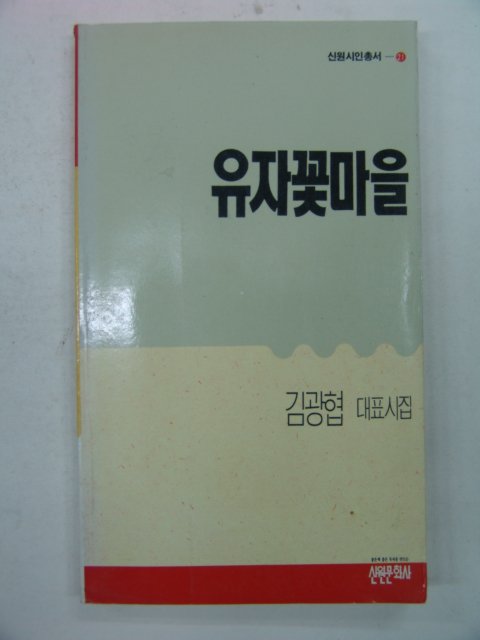 신원시인총서 — 21
유자꽃마을
김광협 대표시집
신원문화사